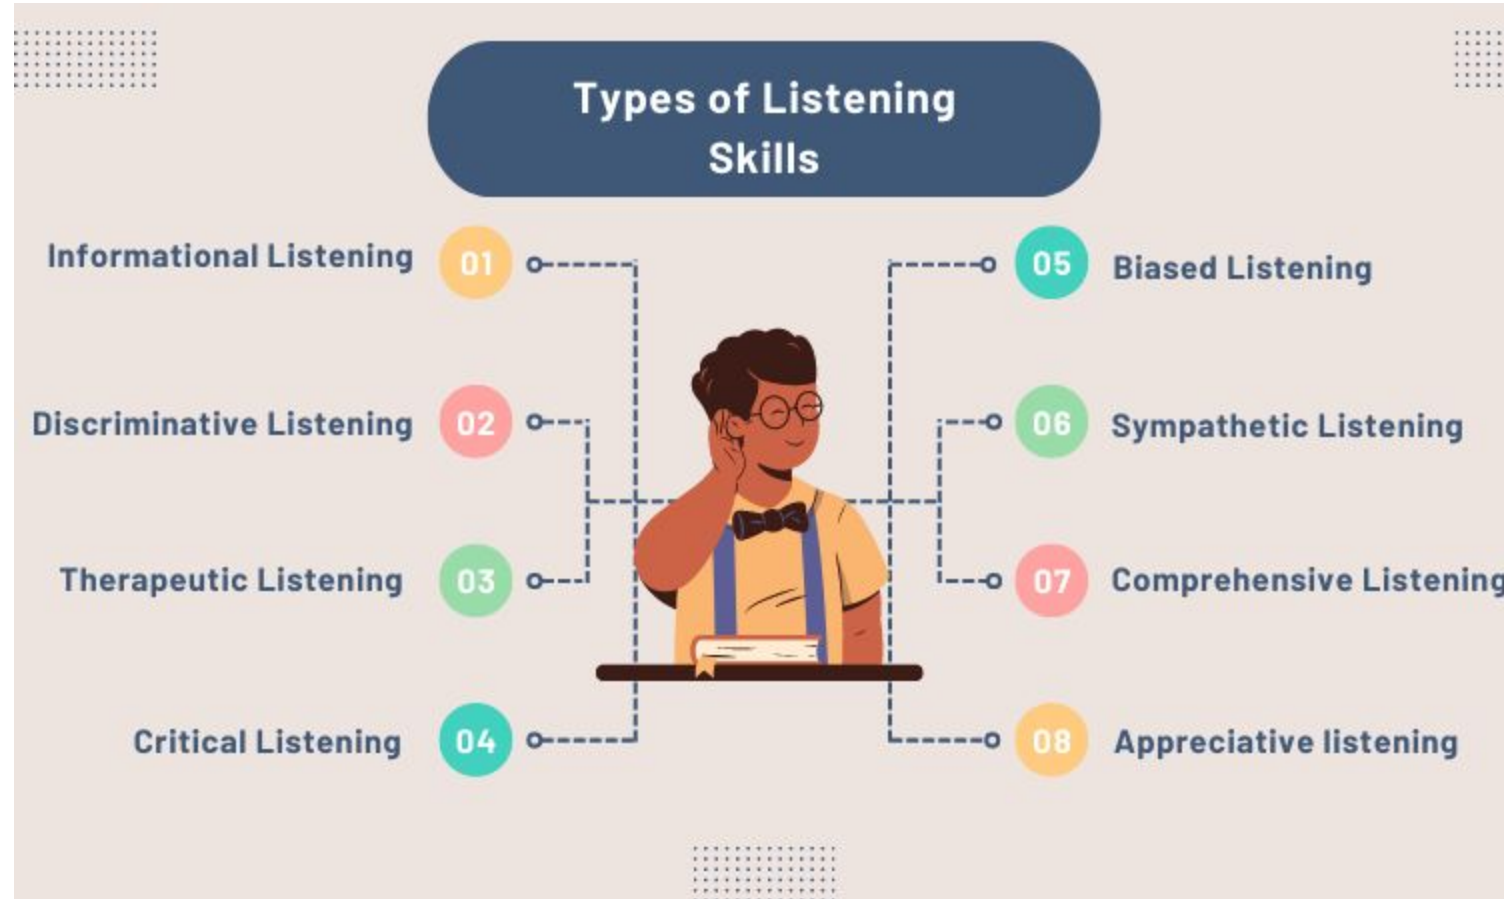 Types of Listening
Skills
Informational Listening
01
Discriminative Listening
02
Therapeutic Listening
03
Critical Listening
04
05
Biased Listening
06
Sympathetic Listening
07
Comprehensive Listening
08
Appreciative listening